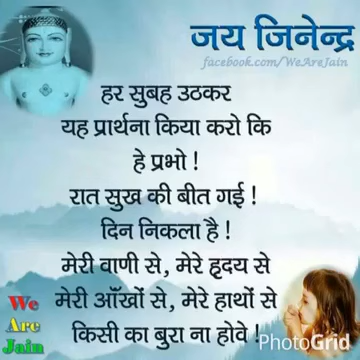 जय जिनेन्द्र
facebook.com/WeAreJain
हर सुबह उठकर
यह प्रार्थना किया करो कि
हे प्रभो !
रात सुख की बीत गई !
दिन निकला है !
मेरी वाणी से, मेरे हृदय से
मेरी आँखों से, मेरे हाथों से
किसी का बुरा ना होवे !
We
Are
Jain
PhotoGrid